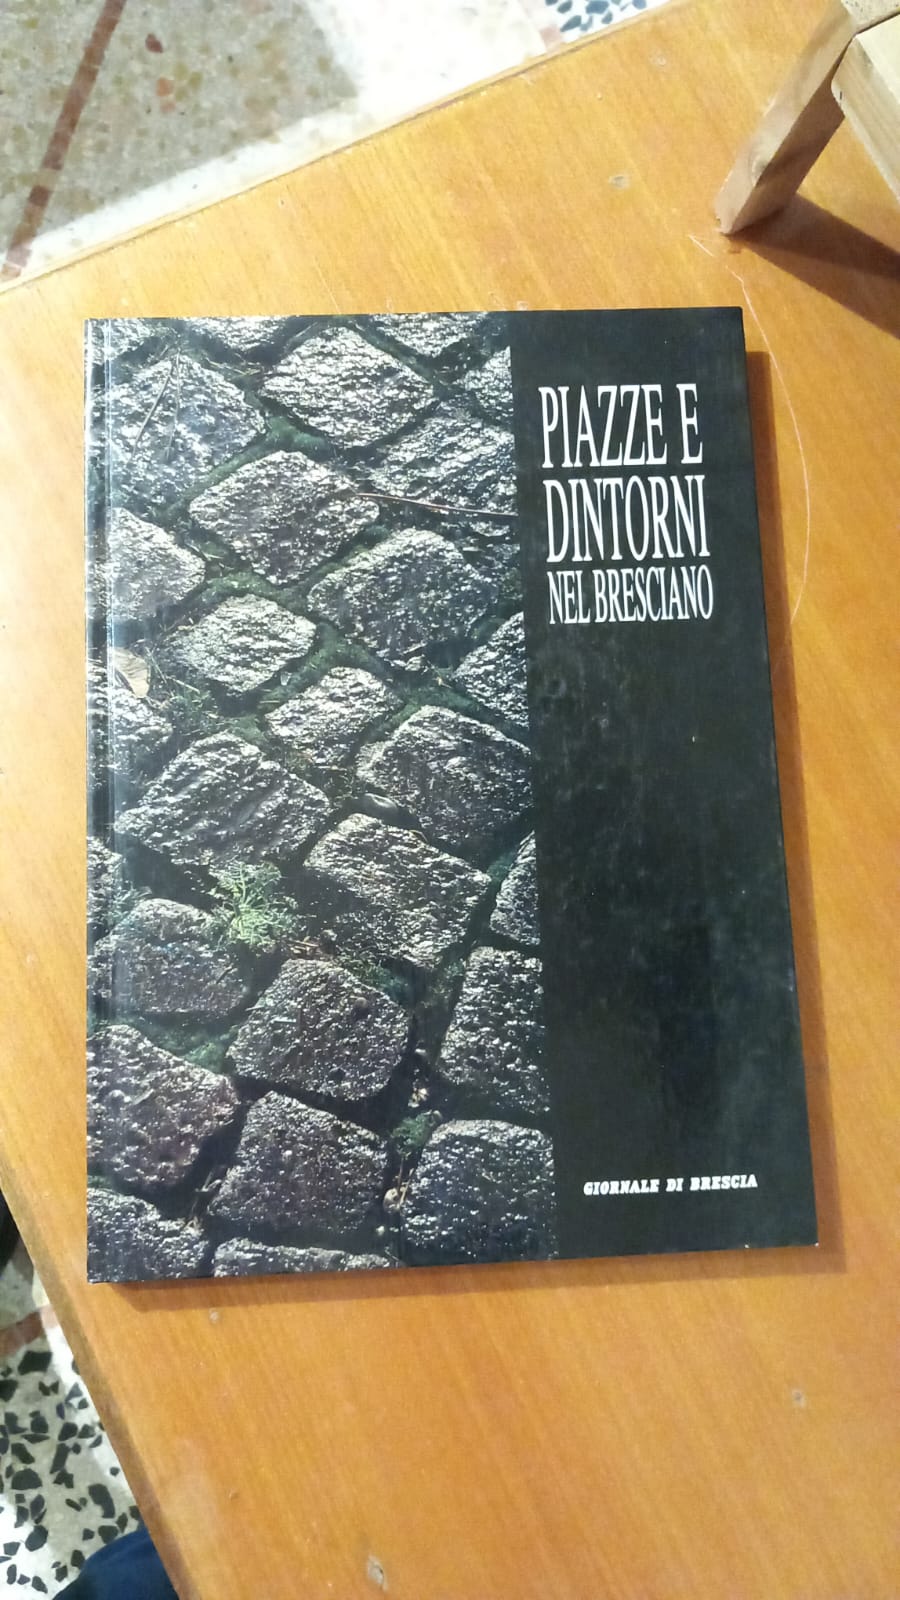 PIAZZE E
DINTORNI
NEL BRESCIANO
GIORNALE DI BRESCIA